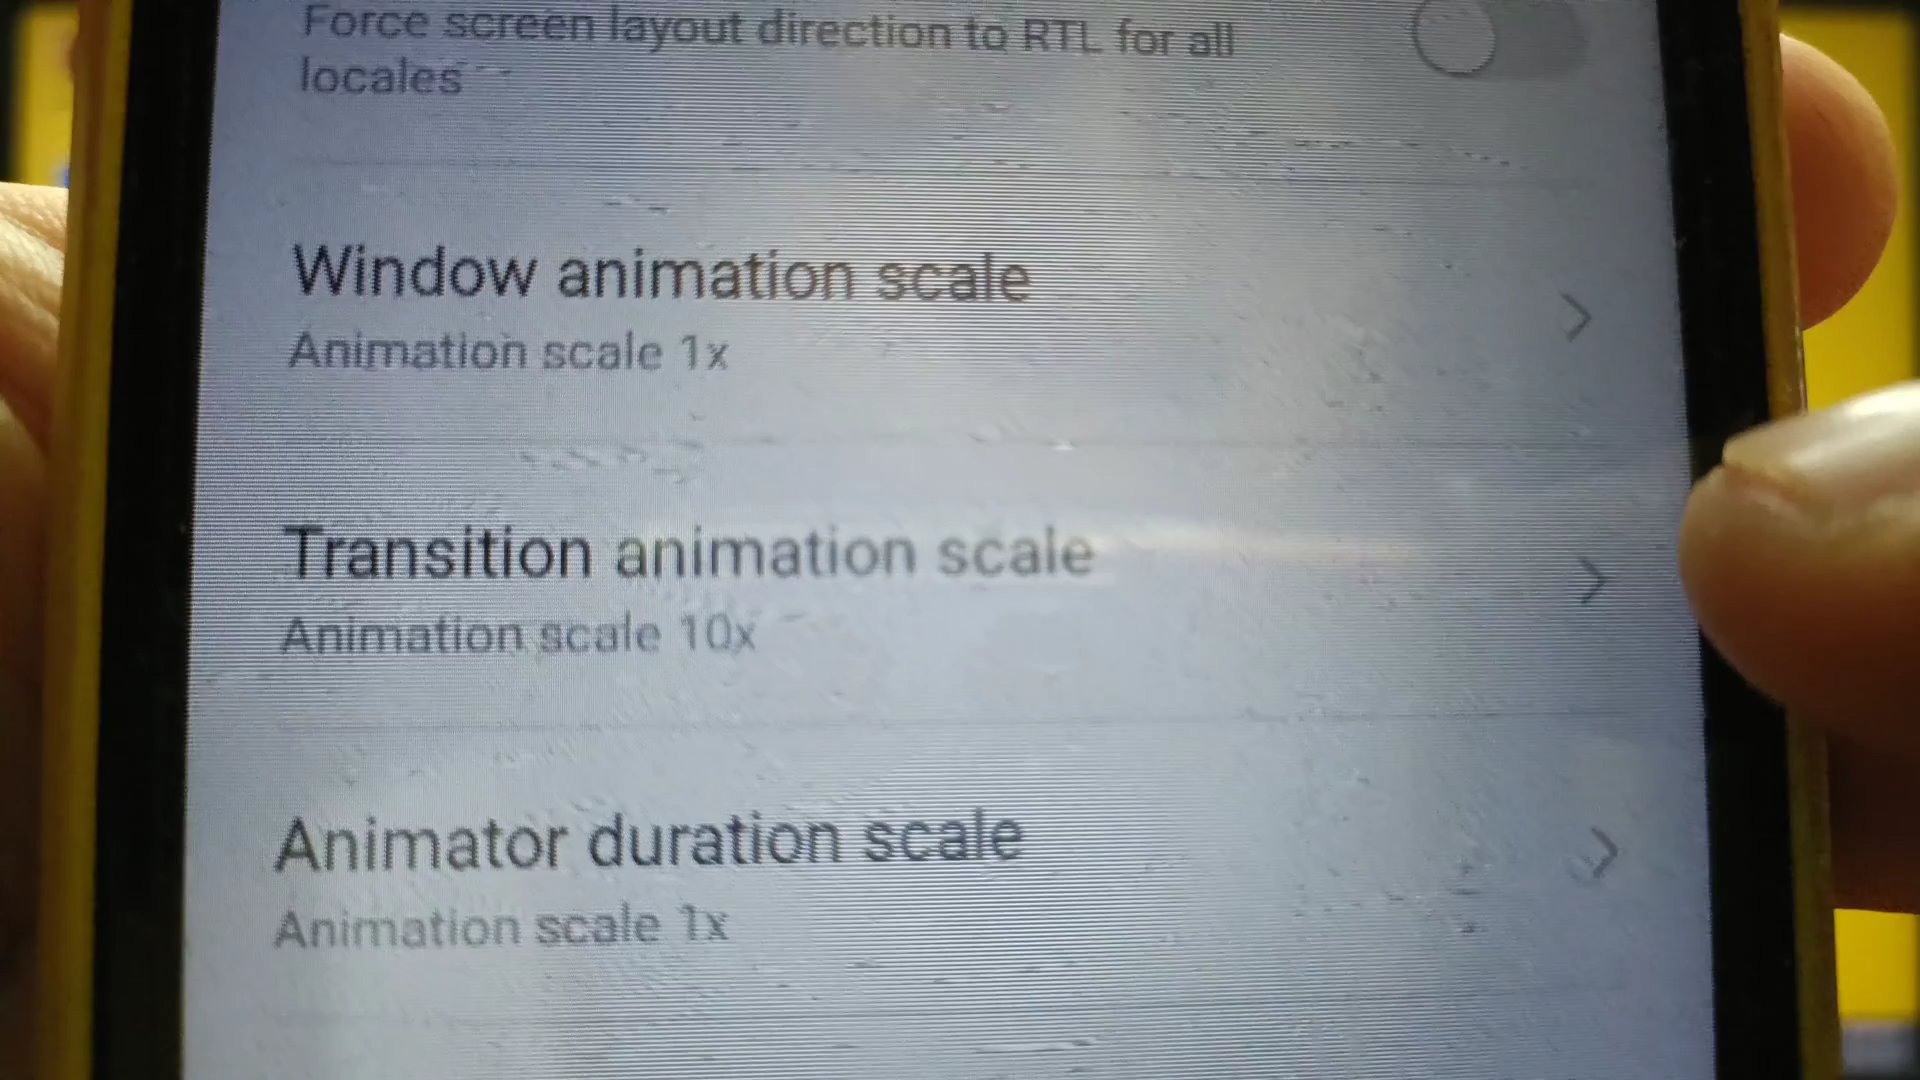 Force screen layout direction to RTL for all
locales
Window animation scale
Animation scale 1x
Transition animation scale
Animation scale 10x
Animator duration scale
Animation scale 1x